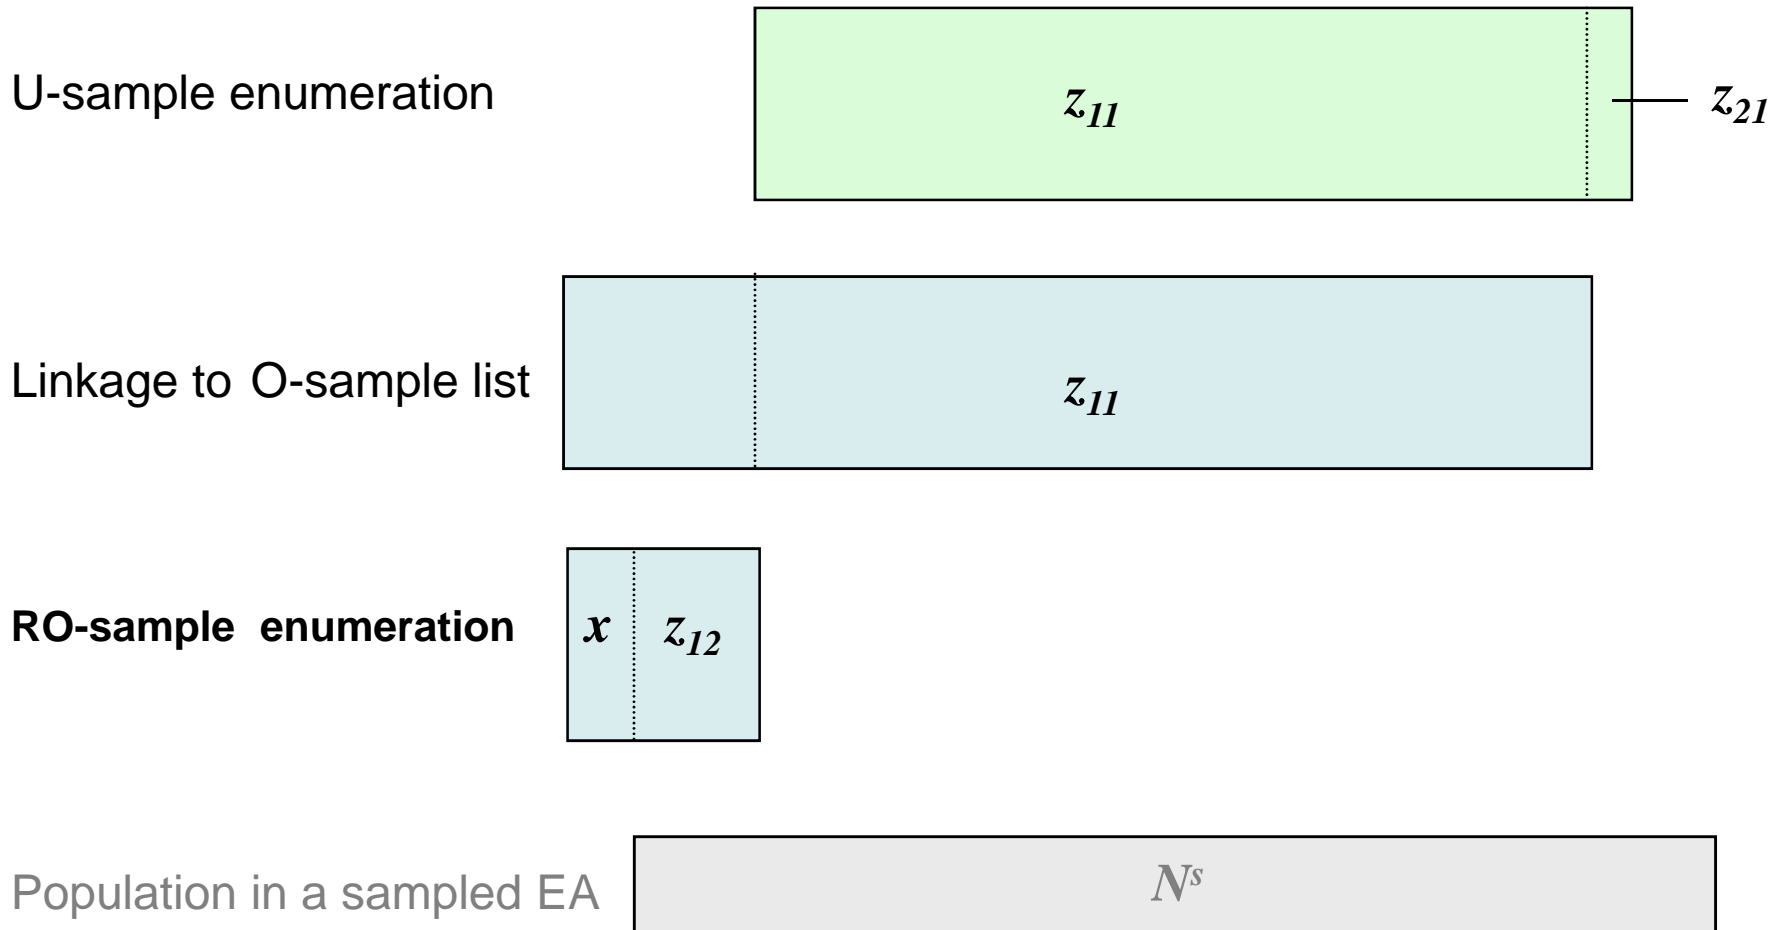 U-sample enumeration
z11
z21
Linkage to O-sample list
z11
RO-sample enumeration
x
z12
Population in a sampled EA
Ns